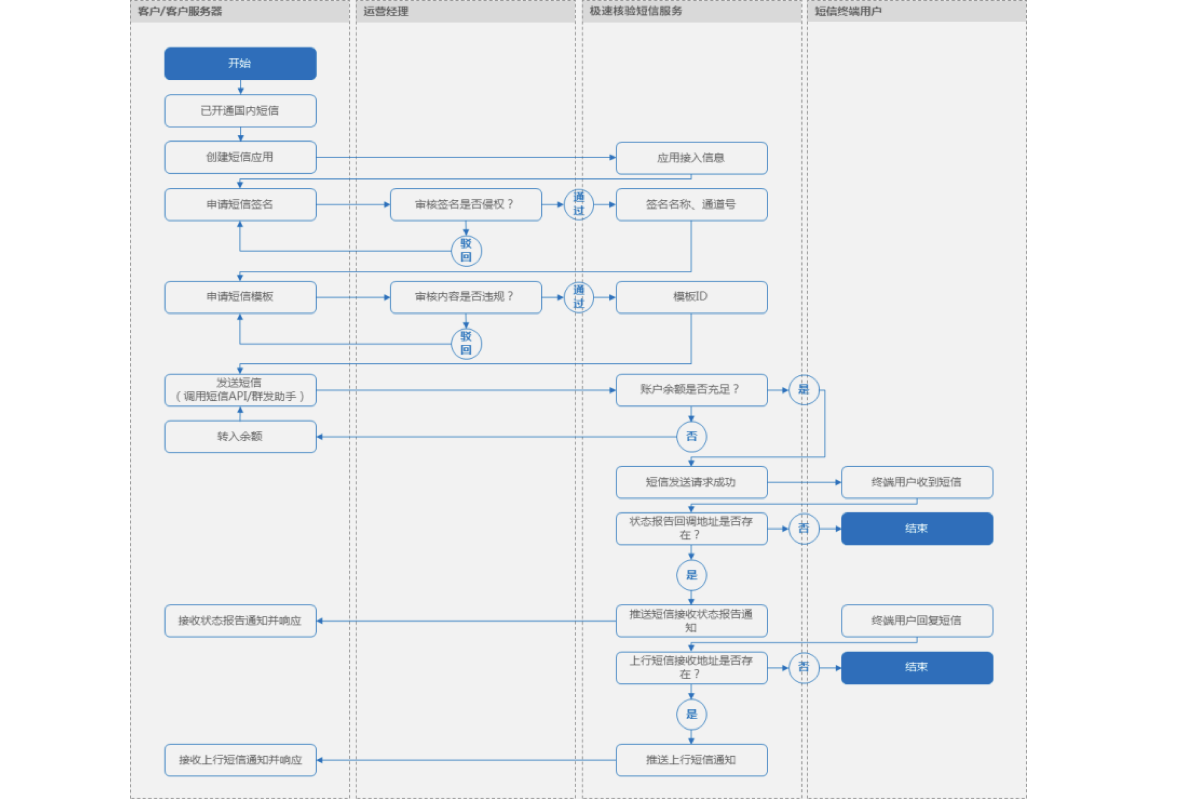 客户/客户服务器
运营经理
极速核验短信服务
短信终端用户
开始
已开通国内短信
创建短信应用
应用接入信息
申请短信签名
审核签名是否侵权？
通
过
签名名称、通道号
驳
回
申请短信模板
审核内容是否违规？
通
过
模板ID
驳
回
发送短信
（调用短信API/群发助手）
账户余额是否充足？
是
转入余额
否
短信发送请求成功
终端用户收到短信
状态报告回调地址是否存
在？
否
结束
是
接收状态报告通知并响应
推送短信接收状态报告通
知
终端用户回复短信
上行短信接收地址是否存
在？
否
结束
是
接收上行短信通知并响应
推送上行短信通知